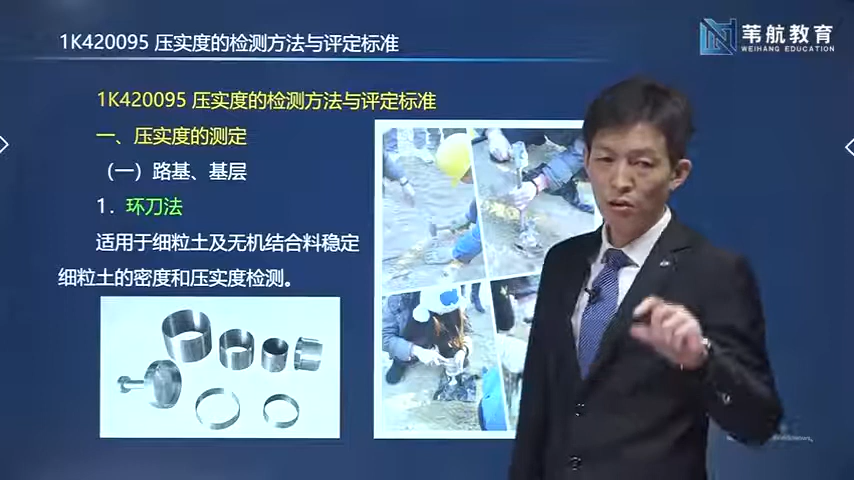 1K420095 压实度的检测方法与评定标准
苇航教育
WEIHANG EDUCATION
1K420095 压实度的检测方法与评定标准
一、压实度的测定
（一）路基、基层
1．环刀法
适用于细粒土及无机结合料稳定
细粒土的密度和压实度检测。